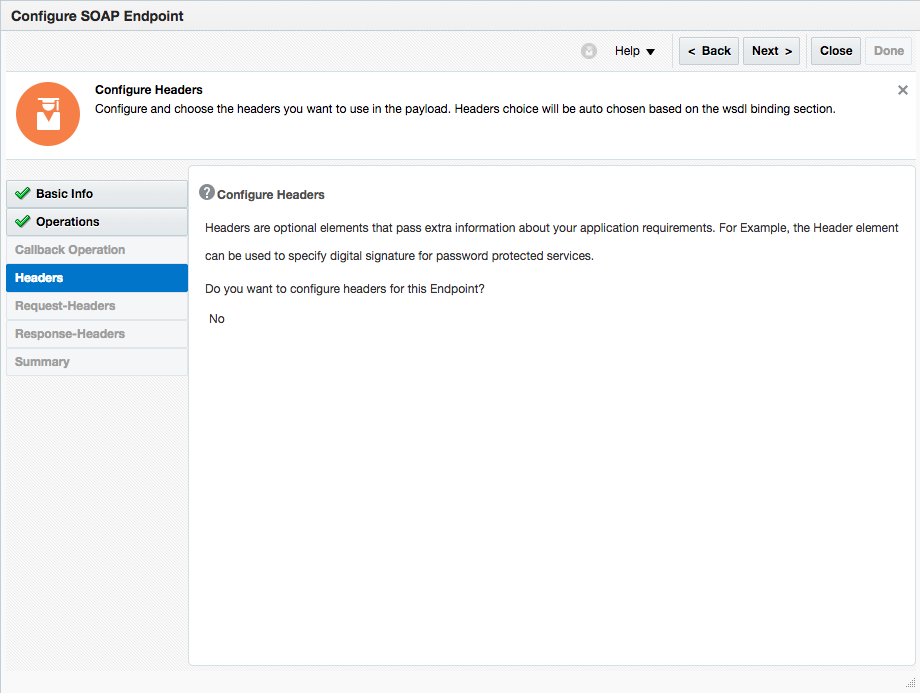 Configure SOAP Endpoint
Help
< Back
Next >
Close
Done
Configure Headers
Configure and choose the headers you want to use in the payload. Headers choice will be auto chosen based on the wsdl binding section.
Basic Info
Operations
Callback Operation
Headers
Request-Headers
Response-Headers
Summary
? Configure Headers
Headers are optional elements that pass extra information about your application requirements. For Example, the Header element
can be used to specify digital signature for password protected services.
Do you want to configure headers for this Endpoint?
No